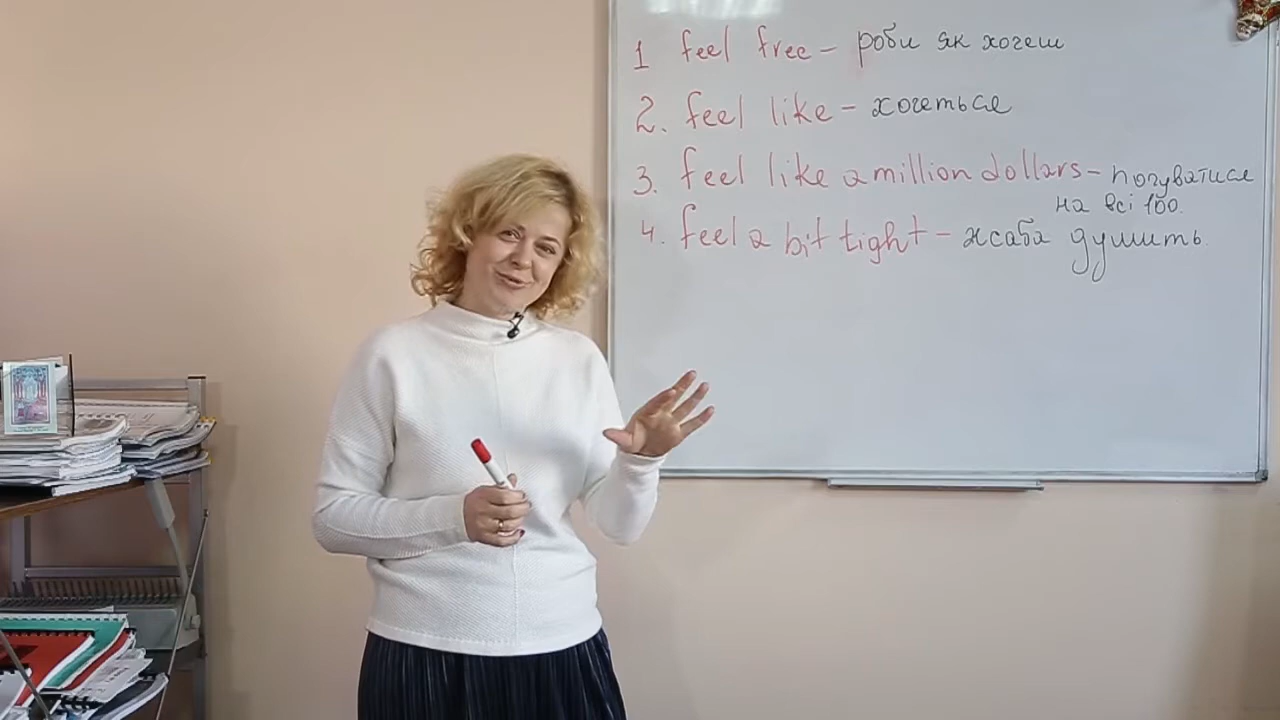 1 feel free - роби як хочеш
2. feel like - хочеться
3. feel like a million dollars - почуватися
на всі 100.
4. feel a bit tight - жаба душить.